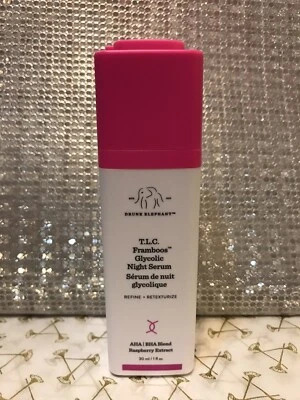 DRUNK ELEPHANT™
T.L.C.
Framboos™
Glycolic
Night Serum
Sérum de nuit
glycolique
REFINE + RETEXTURIZE
AHA | BHA Blend
Raspberry Extract
30 ml / 1 fl oz.